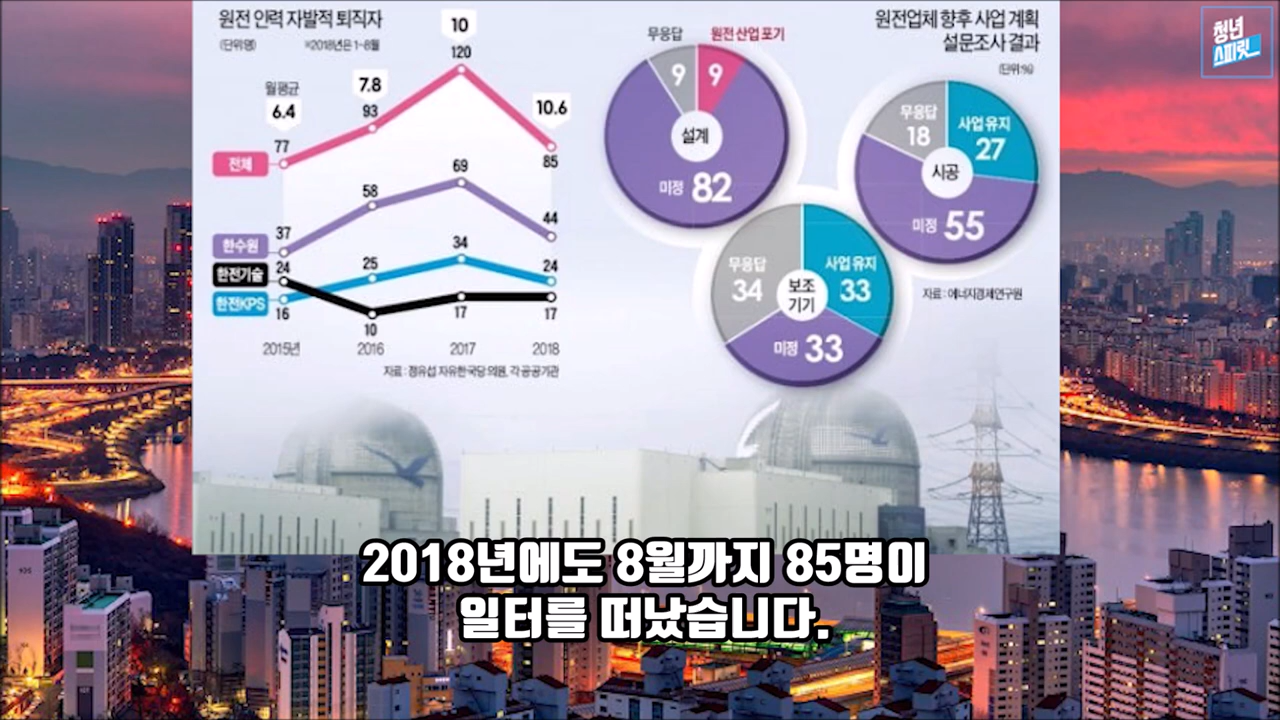 원전 인력 자발적 퇴직자
(단위:명)
※2018년은 1~8월
월평균
6.4
7.8
10
10.6
전체
77
93
120
85
한수원
37
58
69
44
한전기술
24
10
17
17
한전KPS
16
25
34
24
2015년
2016
2017
2018
자료 : 정유섭 자유한국당 의원, 각 공공기관
원전업체 향후 사업 계획
설문조사 결과
(단위:%)
무응답
9
원전 산업 포기
9
설계
미정 82
무응답
18
사업 유지
27
시공
미정 55
무응답
34
사업 유지
33
보조
기기
미정 33
자료 : 에너지경제연구원
청년
스피릿
2018년에도 8월까지 85명이
일터를 떠났습니다.